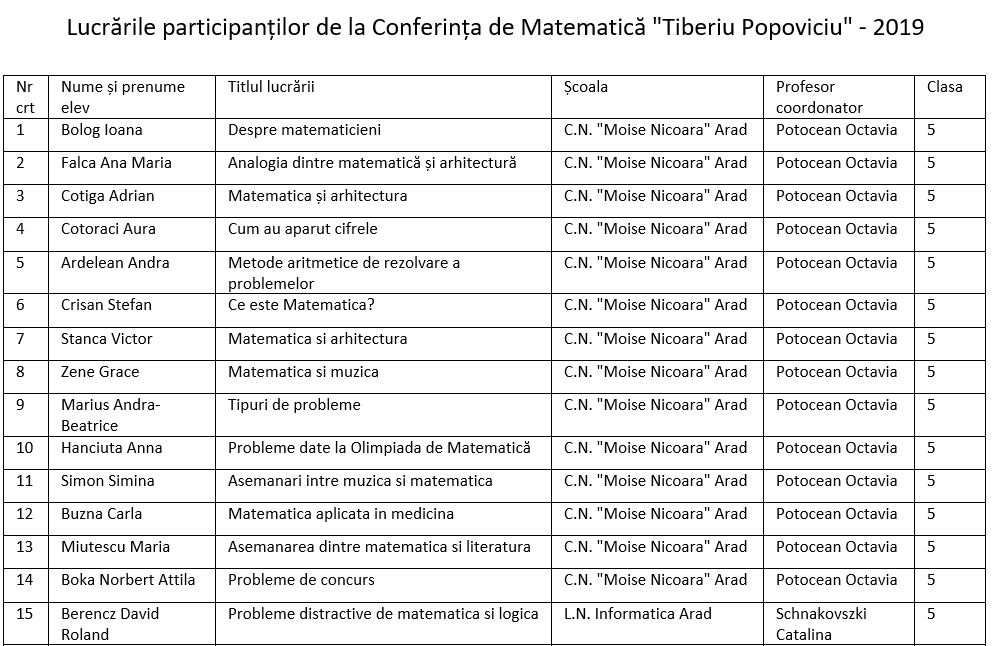 Lucrările participanților de la Conferința de Matematică "Tiberiu Popoviciu" - 2019
Nr crt Nume și prenume elev Titlul lucrării Școala Profesor coordonator Clasa
1 Bolog Ioana Despre matematicieni C.N. "Moise Nicoara" Arad Potocean Octavia 5
2 Falca Ana Maria Analogia dintre matematică și arhitectură C.N. "Moise Nicoara" Arad Potocean Octavia 5
3 Cotiga Adrian Matematica și arhitectura C.N. "Moise Nicoara" Arad Potocean Octavia 5
4 Cotoraci Aura Cum au aparut cifrele C.N. "Moise Nicoara" Arad Potocean Octavia 5
5 Ardelean Andra Metode aritmetice de rezolvare a problemelor C.N. "Moise Nicoara" Arad Potocean Octavia 5
6 Crisan Stefan Ce este Matematica? C.N. "Moise Nicoara" Arad Potocean Octavia 5
7 Stanca Victor Matematica si arhitectura C.N. "Moise Nicoara" Arad Potocean Octavia 5
8 Zene Grace Matematica si muzica C.N. "Moise Nicoara" Arad Potocean Octavia 5
9 Marius Andra-Beatrice Tipuri de probleme C.N. "Moise Nicoara" Arad Potocean Octavia 5
10 Hanciuta Anna Probleme date la Olimpiada de Matematică C.N. "Moise Nicoara" Arad Potocean Octavia 5
11 Simon Simina Asemanari intre muzica si matematica C.N. "Moise Nicoara" Arad Potocean Octavia 5
12 Buzna Carla Matematica aplicata in medicina C.N. "Moise Nicoara" Arad Potocean Octavia 5
13 Miutescu Maria Asemanarea dintre matematica si literatura C.N. "Moise Nicoara" Arad Potocean Octavia 5
14 Boka Norbert Attila Probleme de concurs C.N. "Moise Nicoara" Arad Potocean Octavia 5
15 Berencz David Roland Probleme distractive de matematica si logica L.N. Informatica Arad Schnakovszki Catalina 5